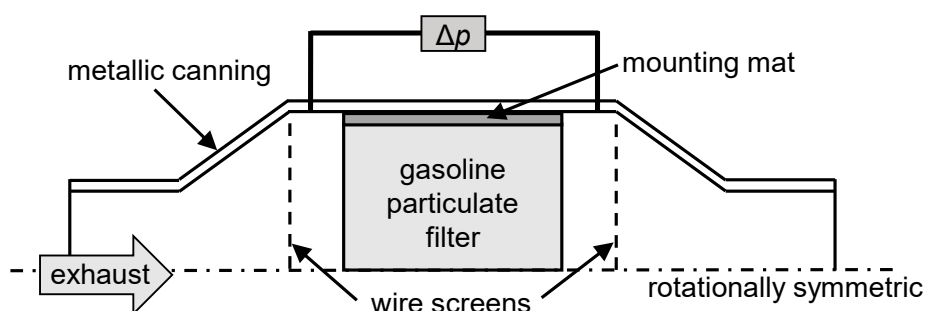 Δp
metallic canning
mounting mat
gasoline
particulate
filter
exhaust
wire screens
rotationally symmetric